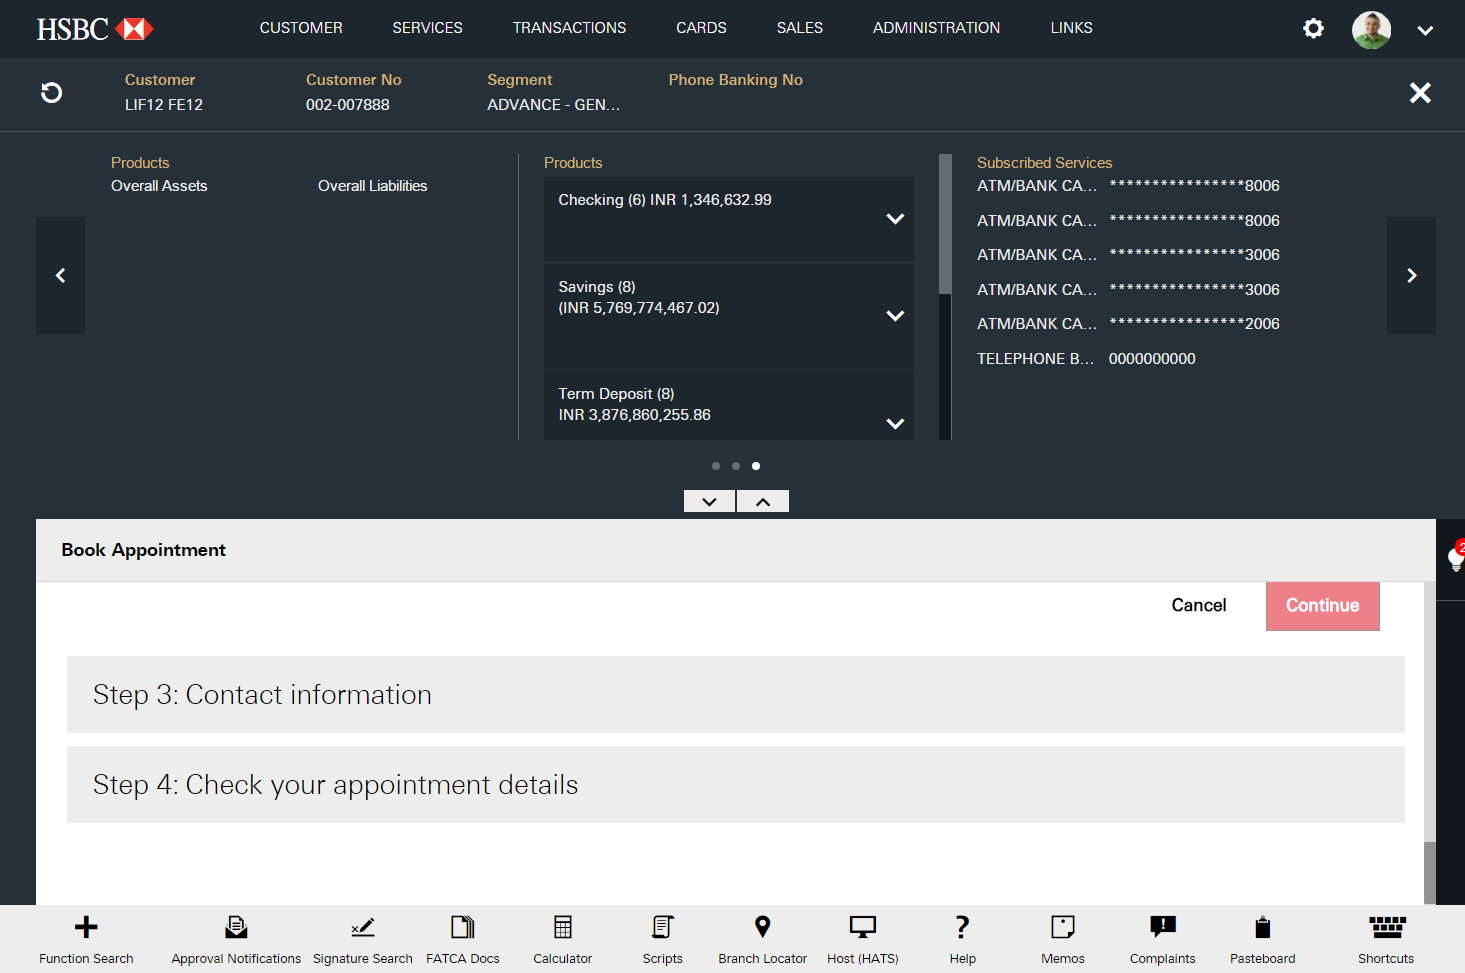 HSBC
CUSTOMER SERVICES TRANSACTIONS CARDS SALES ADMINISTRATION LINKS
Customer Customer No Segment Phone Banking No
LIF12 FE12 002-007888 ADVANCE - GEN...
Products
Overall Assets Overall Liabilities
Products
Checking (6) INR 1,346,632.99
Savings (8)
(INR 5,769,774,467.02)
Term Deposit (8)
INR 3,876,860,255.86
Subscribed Services
ATM/BANK CA... ****************8006
ATM/BANK CA... ****************8006
ATM/BANK CA... ****************3006
ATM/BANK CA... ****************3006
ATM/BANK CA... ****************2006
TELEPHONE B... 0000000000
Book Appointment
2
Cancel Continue
Step 3: Contact information
Step 4: Check your appointment details
Function Search Approval Notifications Signature Search FATCA Docs Calculator Scripts Branch Locator Host (HATS) Help Memos Complaints Pasteboard Shortcuts